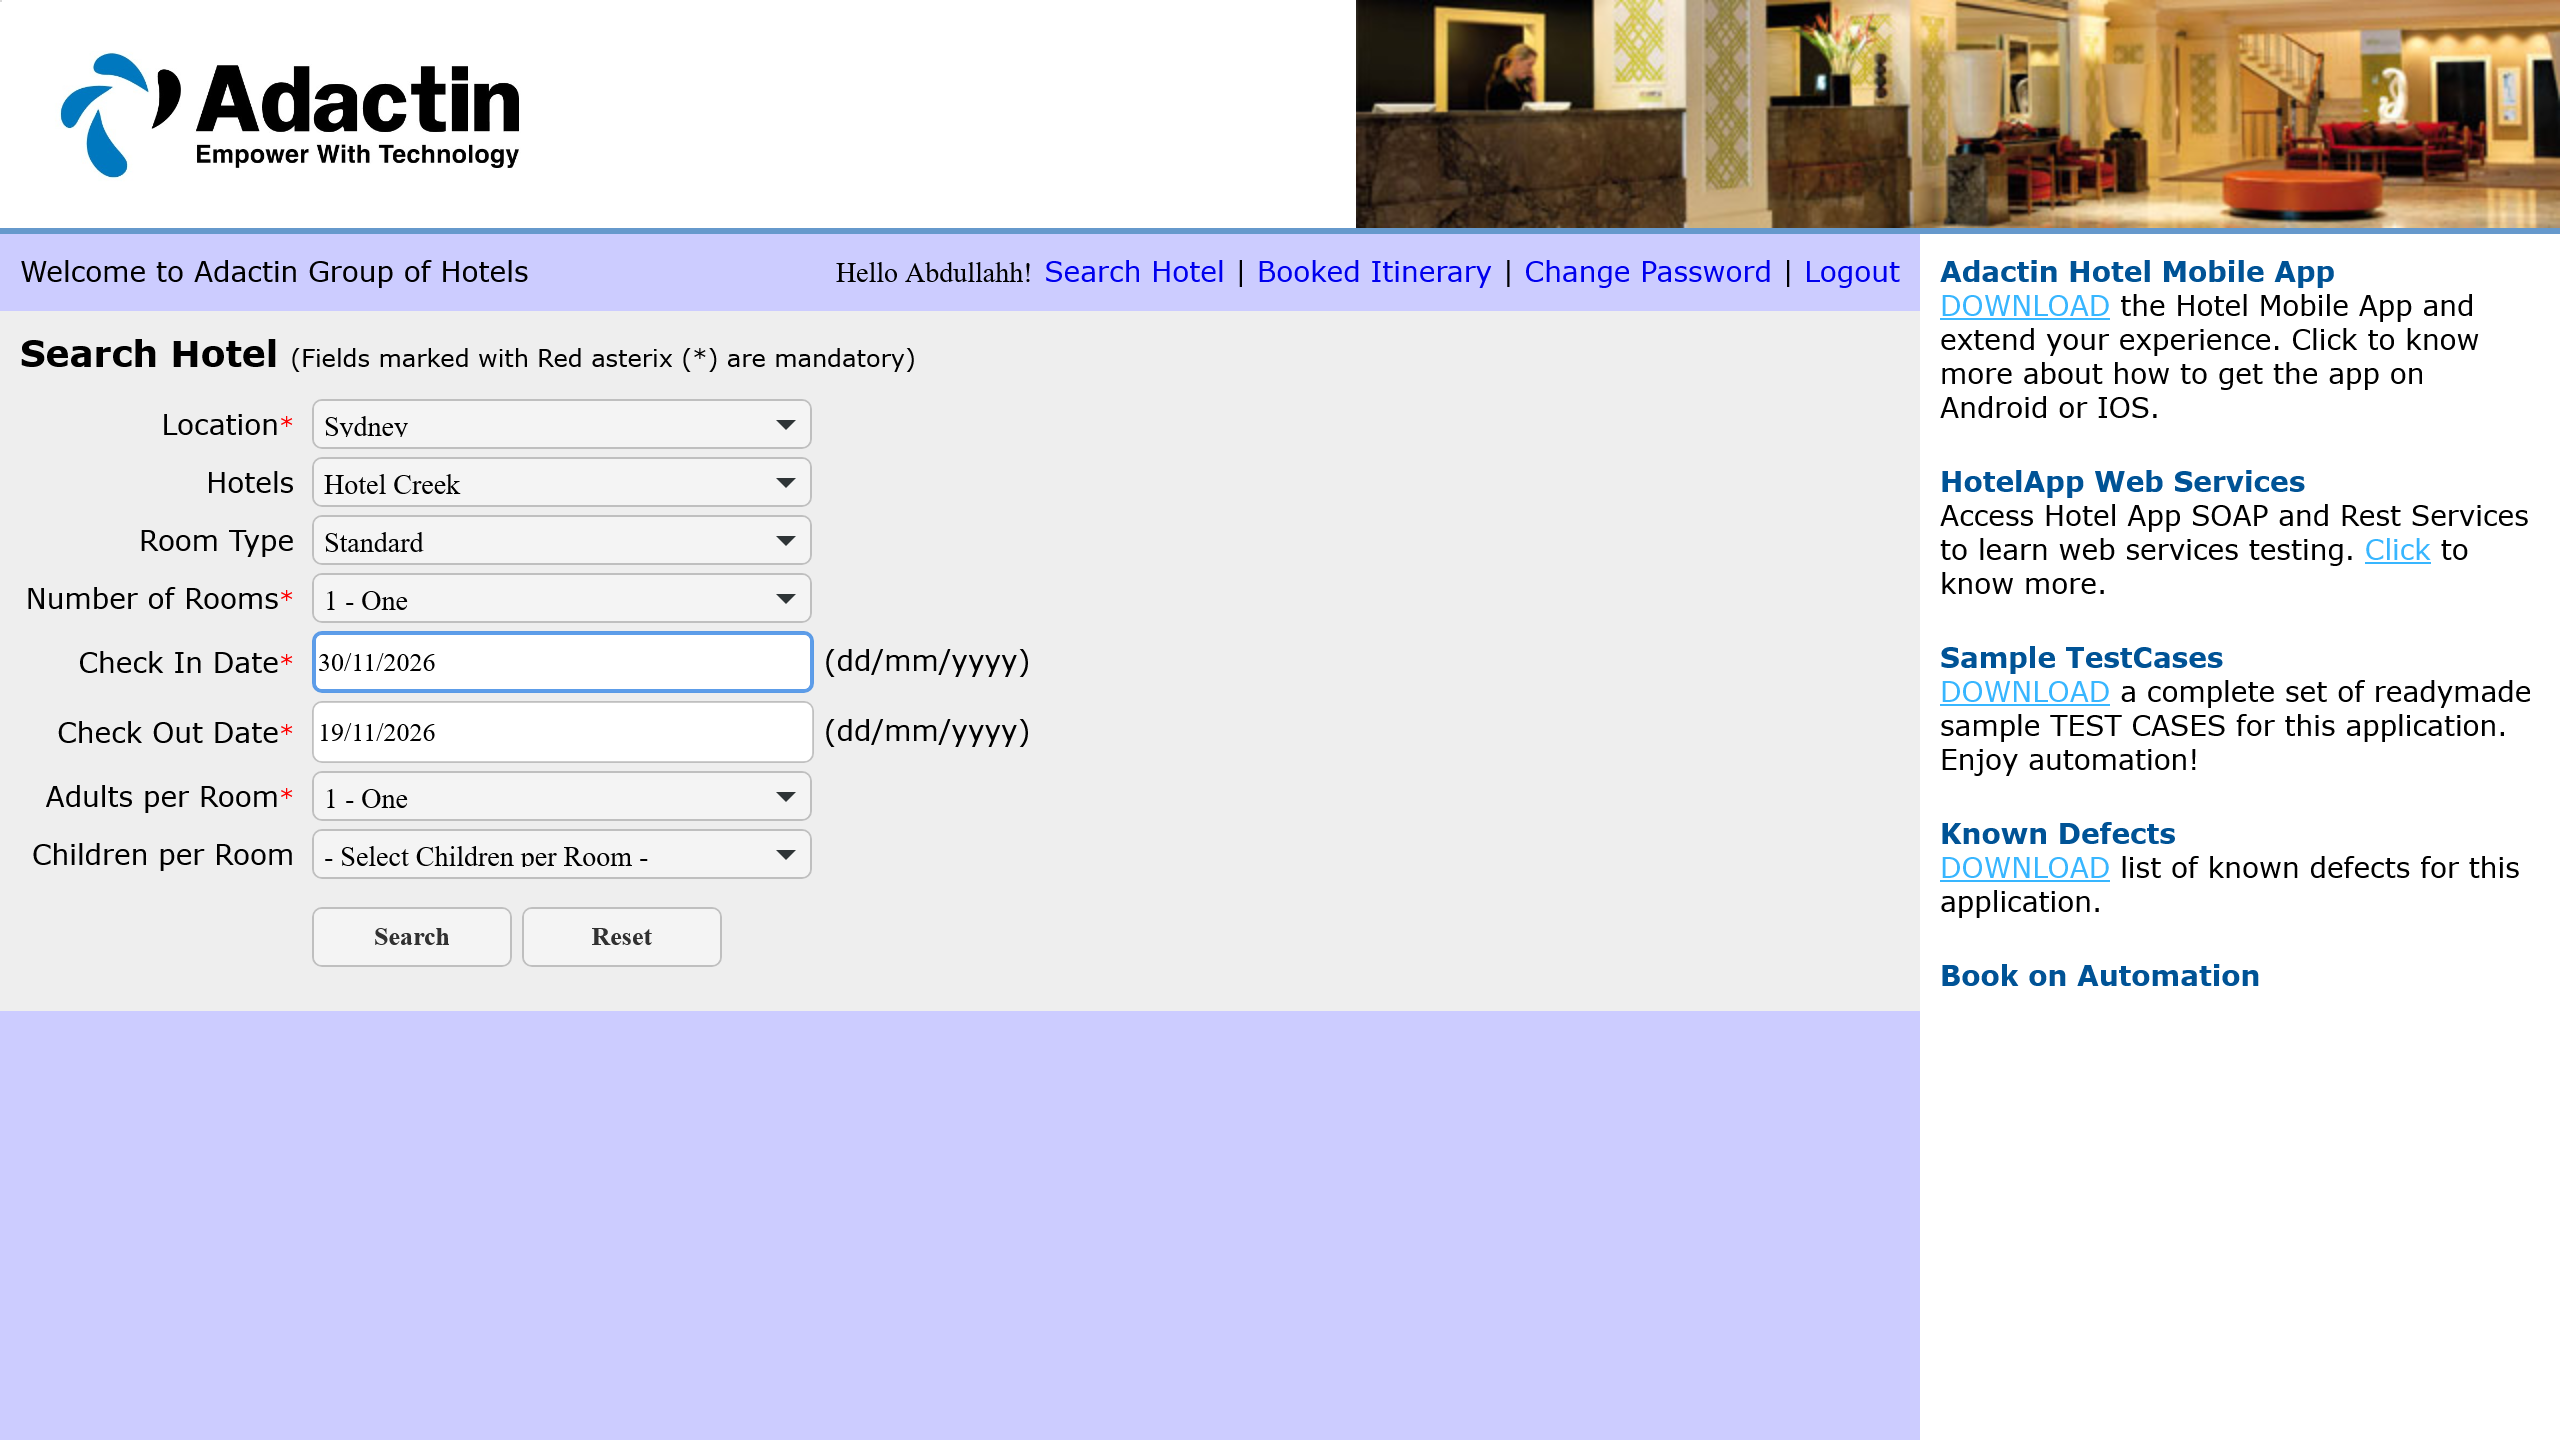 Adactin
Empower With Technology
Welcome to Adactin Group of Hotels
Hello Abdullahh! Search Hotel | Booked Itinerary | Change Password | Logout
Search Hotel (Fields marked with Red asterix (*) are mandatory)
Location* Sydney
Hotels Hotel Creek
Room Type Standard
Number of Rooms* 1 - One
Check In Date* 30/11/2026 (dd/mm/yyyy)
Check Out Date* 19/11/2026 (dd/mm/yyyy)
Adults per Room* 1 - One
Children per Room - Select Children per Room -
Search Reset
Adactin Hotel Mobile App
DOWNLOAD the Hotel Mobile App and
extend your experience. Click to know
more about how to get the app on
Android or IOS.
HotelApp Web Services
Access Hotel App SOAP and Rest Services
to learn web services testing. Click to
know more.
Sample TestCases
DOWNLOAD a complete set of readymade
sample TEST CASES for this application.
Enjoy automation!
Known Defects
DOWNLOAD list of known defects for this
application.
Book on Automation